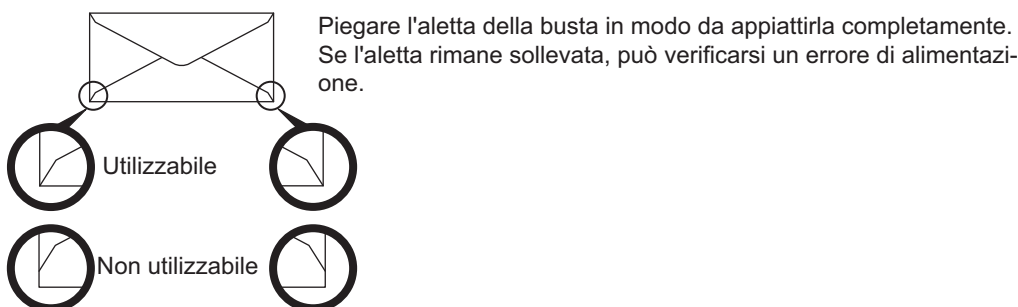 Piegare l'aletta della busta in modo da appiattirla completamente.
Se l'aletta rimane sollevata, può verificarsi un errore di alimentazi-
one.
Utilizzabile
Non utilizzabile